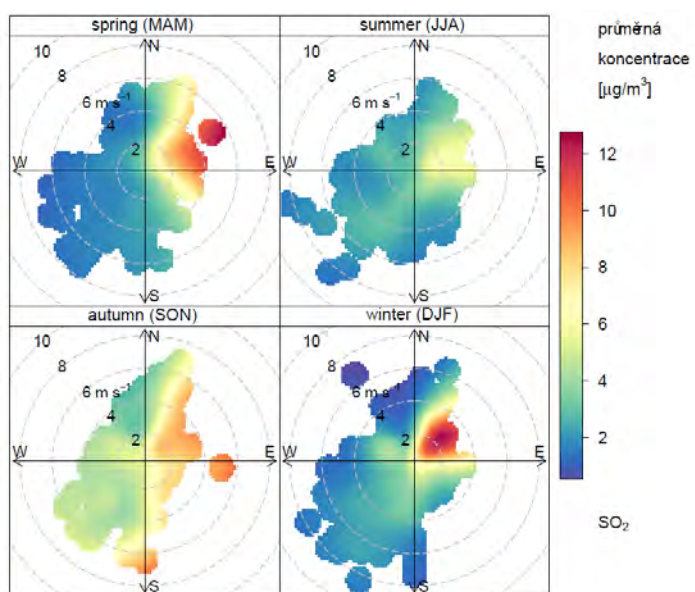 spring (MAM)
summer (JJA)
10
8
6 m s⁻¹
4
2
N
W
E
S
10
8
6 m s⁻¹
4
2
N
W
E
S
autumn (SON)
winter (DJF)
10
8
6 m s⁻¹
4
2
N
W
E
S
10
8
6 m s⁻¹
4
2
N
W
E
S
průměrná
koncentrace
[µg/m³]
12
10
8
6
4
2
SO₂